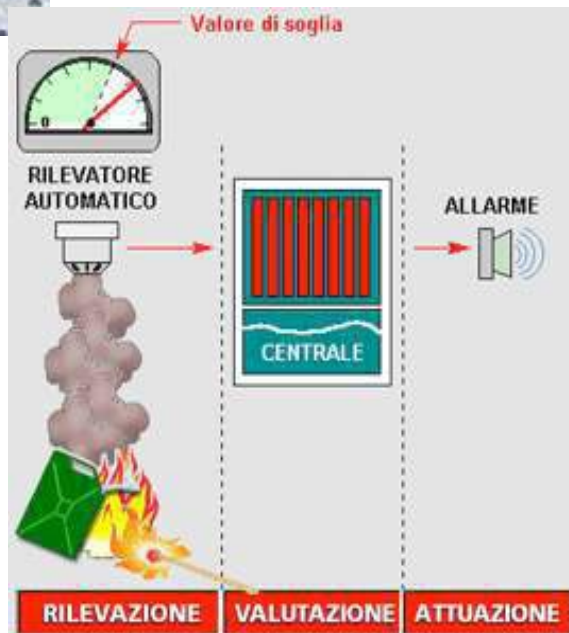 Valore di soglia
0
RILEVATORE
AUTOMATICO
ALLARME
CENTRALE
RILEVAZIONE
VALUTAZIONE
ATTUAZIONE